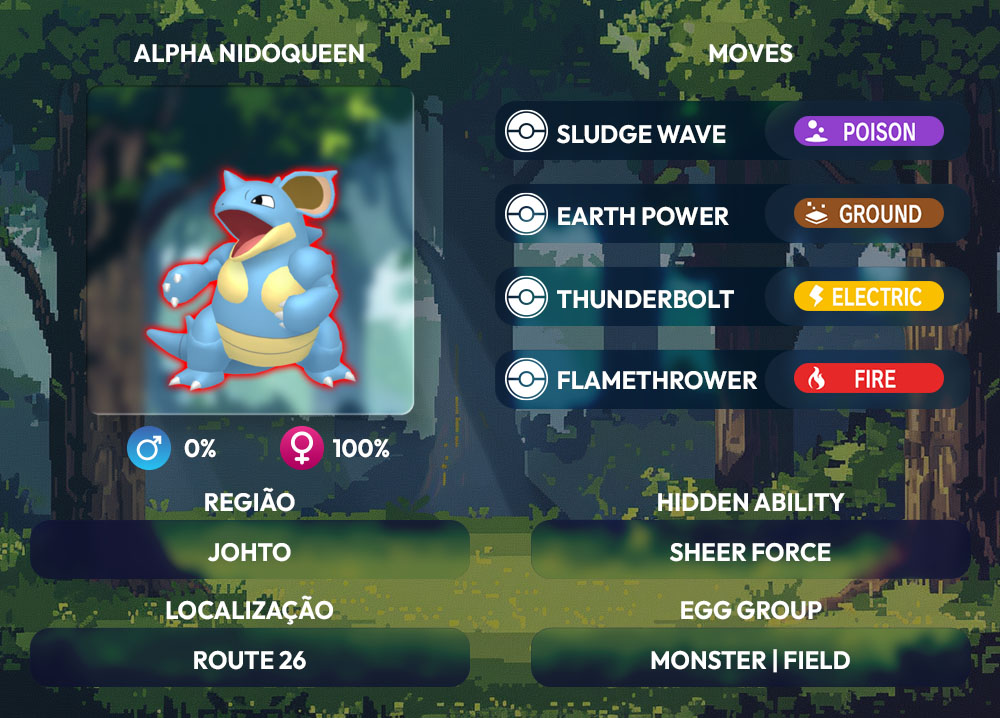 ALPHA NIDOQUEEN
0%
100%
REGIÃO
JOHTO
LOCALIZAÇÃO
ROUTE 26
MOVES
SLUDGE WAVE POISON
EARTH POWER GROUND
THUNDERBOLT ELECTRIC
FLAMETHROWER FIRE
HIDDEN ABILITY
SHEER FORCE
EGG GROUP
MONSTER | FIELD